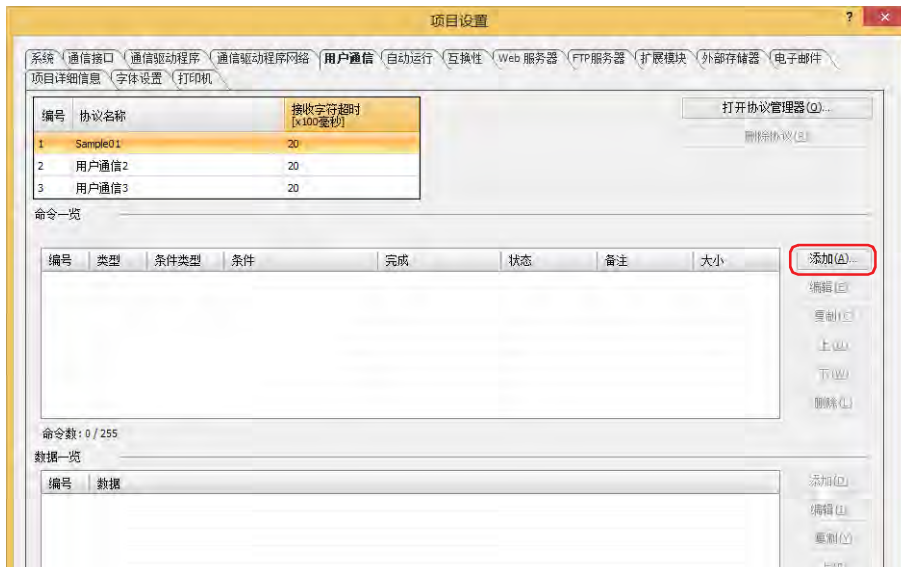 项目设置
?
系统 通信接口 通信驱动程序 通信驱动程序网络 用户通信 自动运行 互换性 Web 服务器 FTP服务器 扩展模块 外部存储器 电子邮件
项目详细信息 字体设置 打印机
编号 协议名称 接收字符超时
[x100毫秒]
1 Sample01 20
2 用户通信2 20
3 用户通信3 20
打开协议管理器(O)...
删除协议(R)
命令一览
编号 类型 条件类型 条件 完成 状态 备注 大小
添加(A)...
编辑(E)
复制(C)
上(U)
下(W)
删除(L)
命令数: 0 / 255
数据一览
编号 数据
添加(D)
编辑(I)
复制(Y)